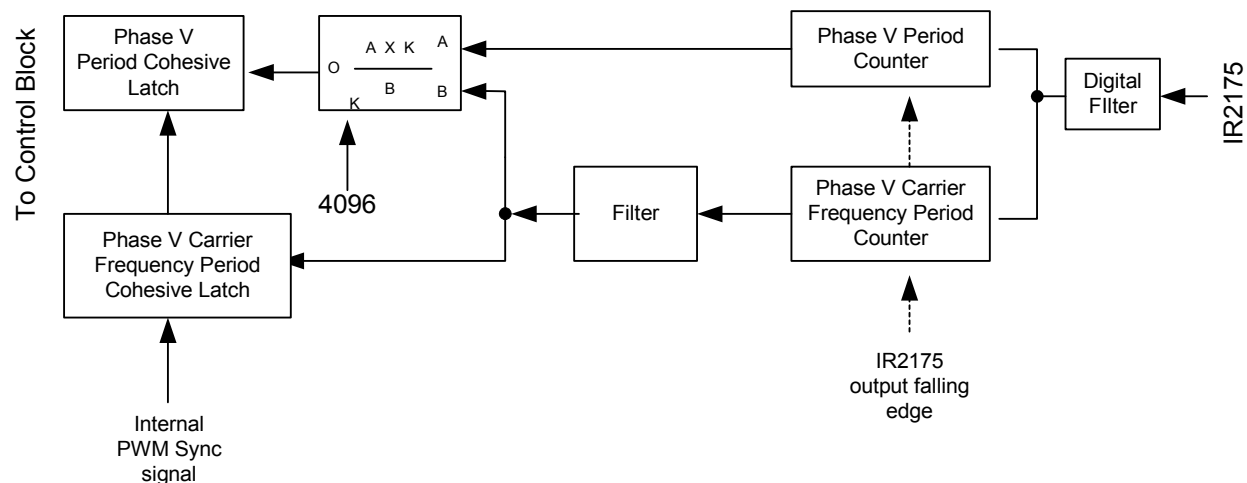 To Control Block
Phase V
Period Cohesive
Latch
O
A X K
B
A
B
K
4096
Phase V Period
Counter
Digital
FIlter
IR2175
Phase V Carrier
Frequency Period
Cohesive Latch
Filter
Phase V Carrier
Frequency Period
Counter
Internal
PWM Sync
signal
IR2175
output falling
edge